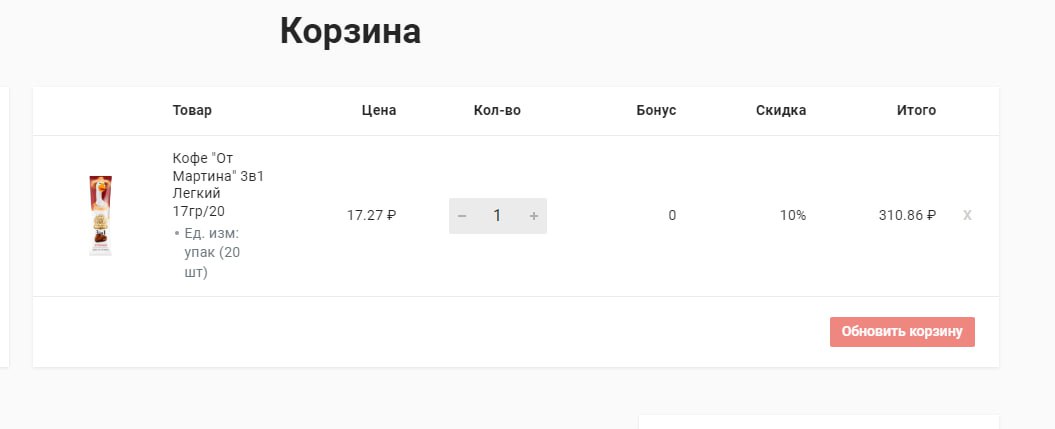 Корзина
Товар Цена Кол-во Бонус Скидка Итого
Кофе "От
Мартина" 3в1
Легкий
17гр/20
17.27 ₽ − 1 + 0 10% 310.86 ₽ x
• Ед. изм:
упак (20
шт)
Обновить корзину